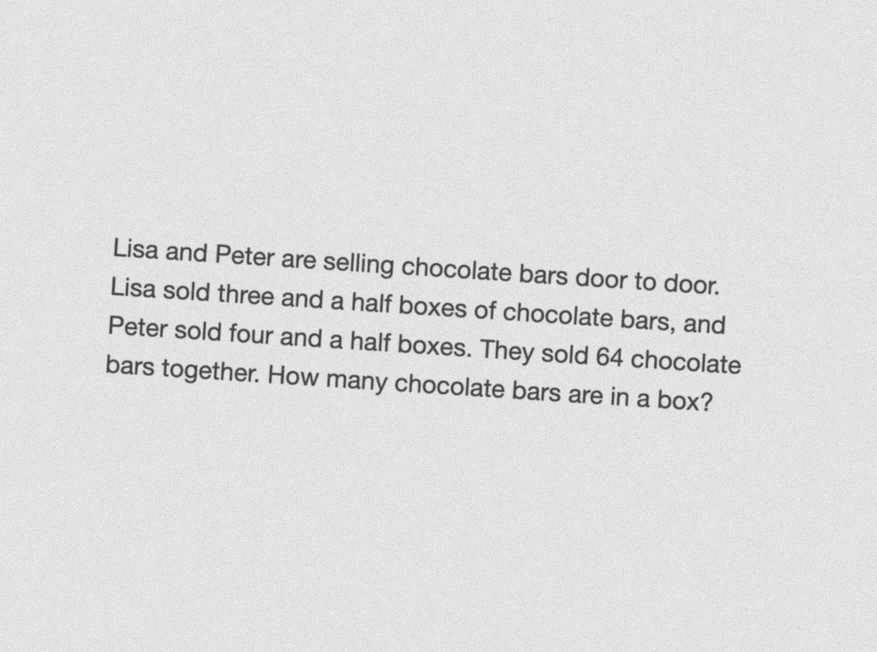 Lisa and Peter are selling chocolate bars door to door.
Lisa sold three and a half boxes of chocolate bars, and
Peter sold four and a half boxes. They sold 64 chocolate
bars together. How many chocolate bars are in a box?